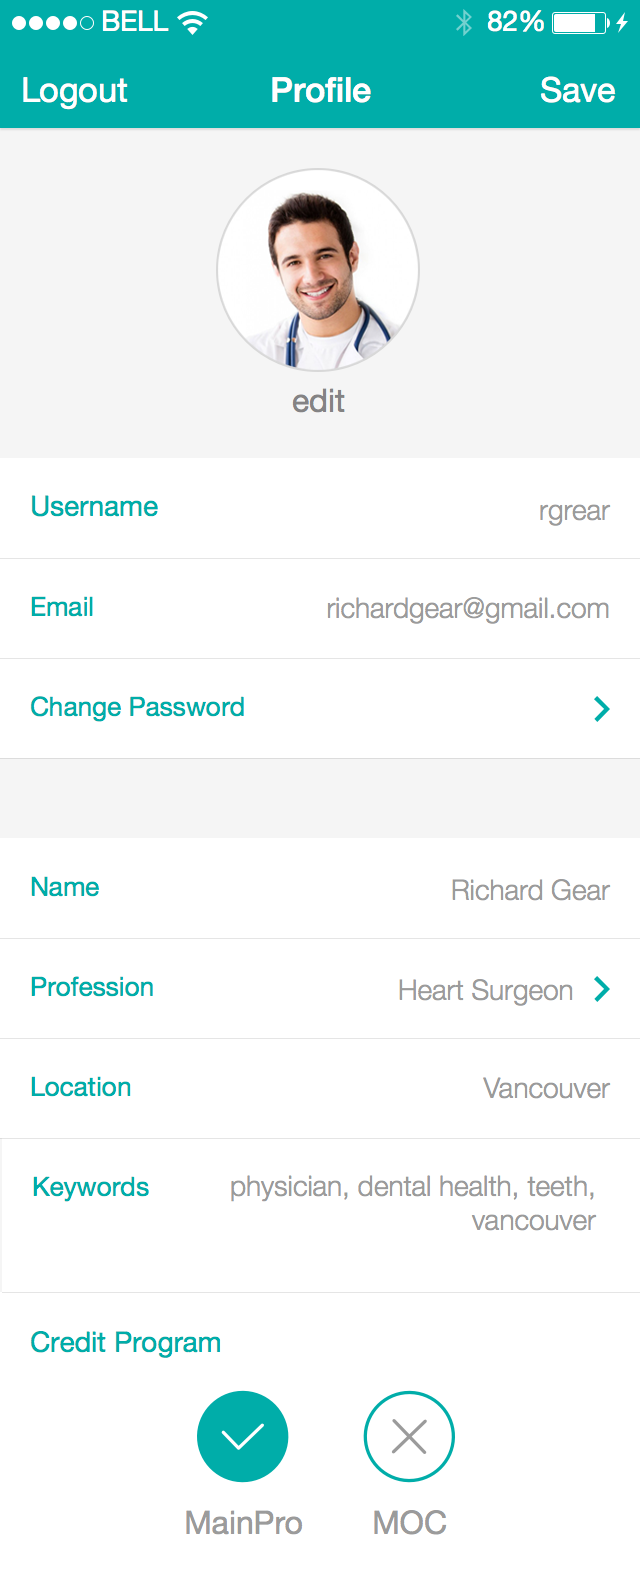 BELL 82%
Logout Profile Save
edit
Username rgrear
Email richardgear@gmail.com
Change Password
Name Richard Gear
Profession Heart Surgeon
Location Vancouver
Keywords physician, dental health, teeth,
vancouver
Credit Program
MainPro MOC